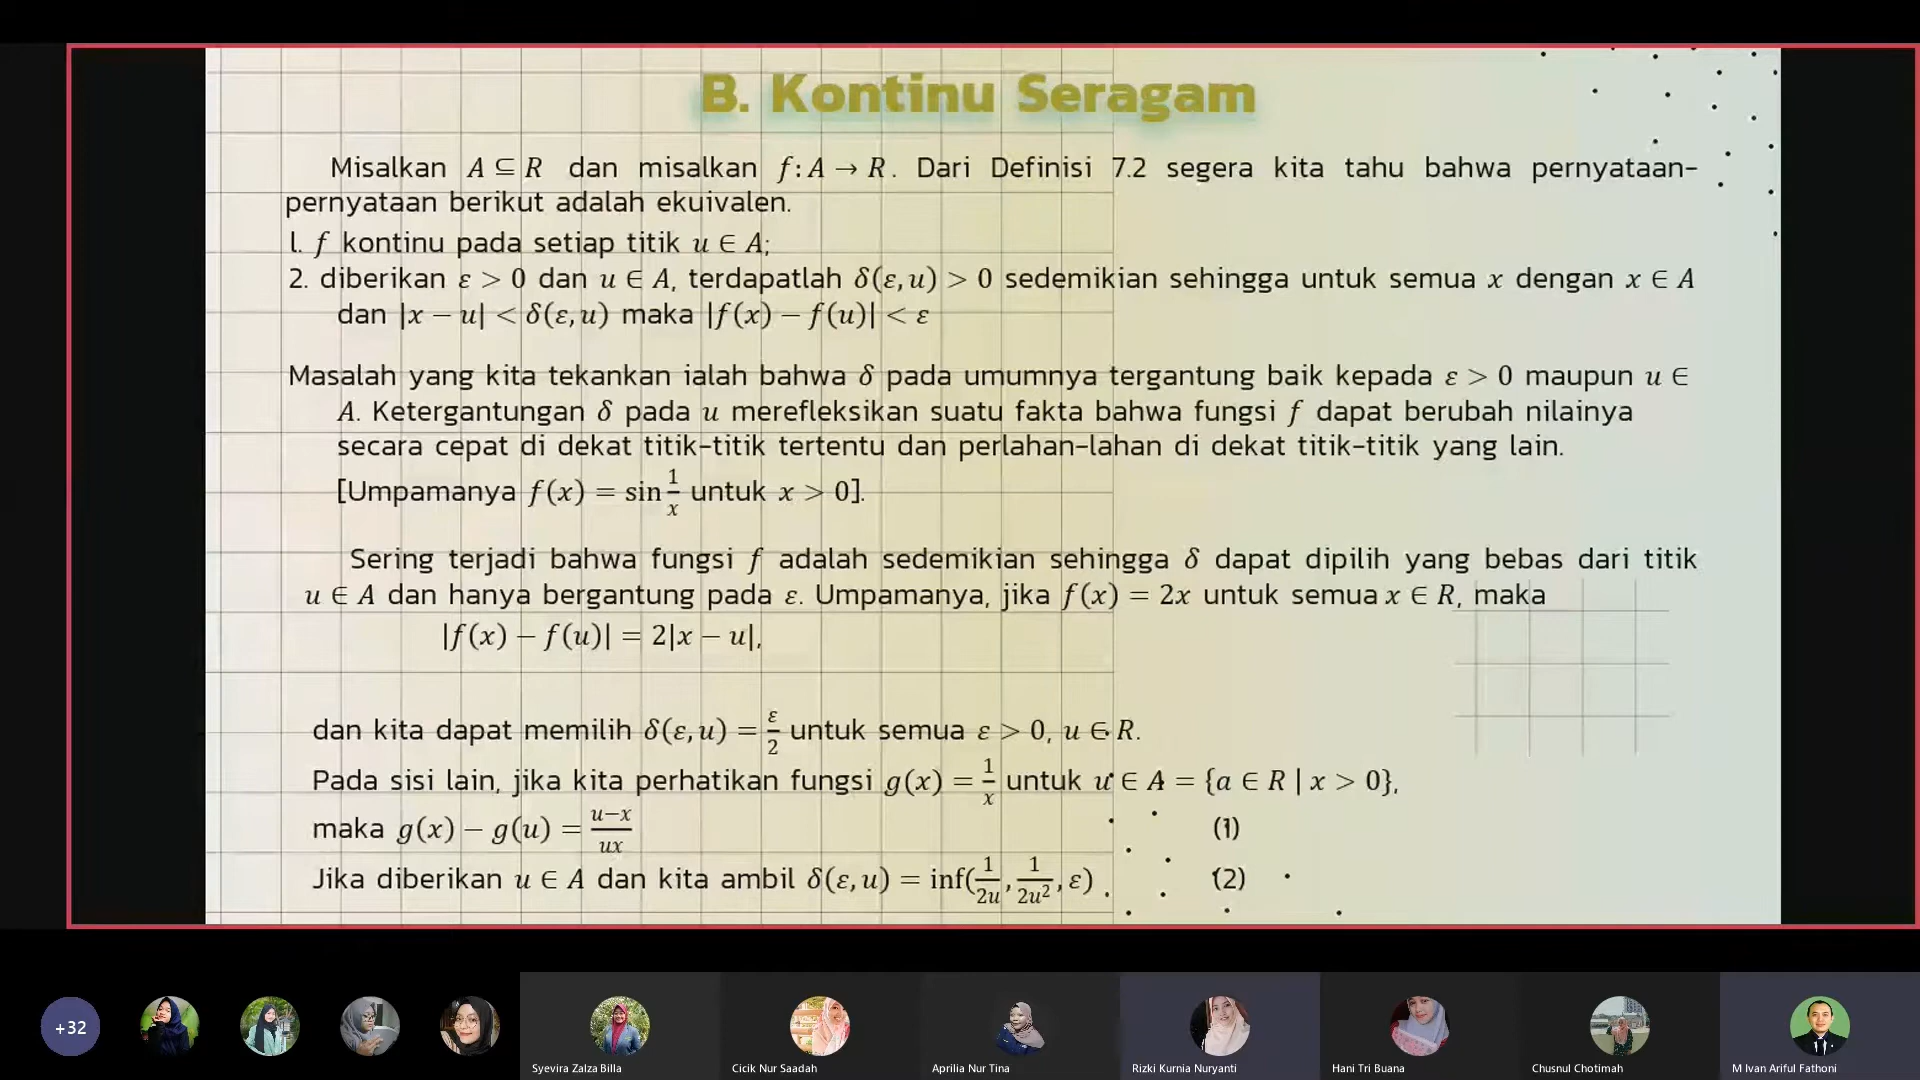 B. Kontinu Seragam
Misalkan A ⊆ R dan misalkan f: A → R. Dari Definisi 7.2 segera kita tahu bahwa pernyataan-
pernyataan berikut adalah ekuivalen.
1. f kontinu pada setiap titik u ∈ A;
2. diberikan ε > 0 dan u ∈ A, terdapatlah δ(ε, u) > 0 sedemikian sehingga untuk semua x dengan x ∈ A
dan |x − u| < δ(ε, u) maka |f(x) − f(u)| < ε
Masalah yang kita tekankan ialah bahwa δ pada umumnya tergantung baik kepada ε > 0 maupun u ∈
A. Ketergantungan δ pada u merefleksikan suatu fakta bahwa fungsi f dapat berubah nilainya
secara cepat di dekat titik-titik tertentu dan perlahan-lahan di dekat titik-titik yang lain.
[Umpamanya f(x) = sin 1/x untuk x > 0].
Sering terjadi bahwa fungsi f adalah sedemikian sehingga δ dapat dipilih yang bebas dari titik
u ∈ A dan hanya bergantung pada ε. Umpamanya, jika f(x) = 2x untuk semua x ∈ R, maka
|f(x) − f(u)| = 2|x − u|,
dan kita dapat memilih δ(ε, u) = ε/2 untuk semua ε > 0, u ∈ R.
Pada sisi lain, jika kita perhatikan fungsi g(x) = 1/x untuk u ∈ A = {a ∈ R | x > 0},
maka g(x) − g(u) = (u−x)/ux (1)
Jika diberikan u ∈ A dan kita ambil δ(ε, u) = inf(1/2u, 1/2u², ε) . (2)
+32
Syevira Zalza Billa
Cicik Nur Saadah
Aprilia Nur Tina
Rizki Kurnia Nuryanti
Hani Tri Buana
Chusnul Chotimah
M Ivan Ariful Fathoni